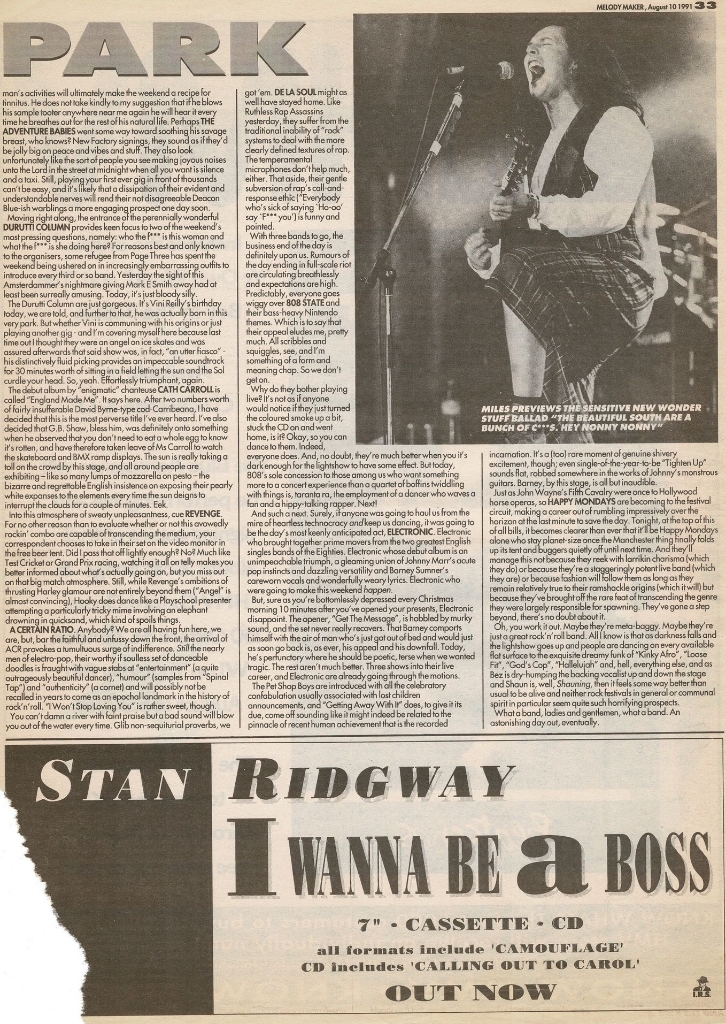 MELODY MAKER, August 10 1991 33
PARK
man's activities will ultimately make the weekend a recipe for
tinnitus. He does not take kindly to my suggestion that if he blows
his sample tooter anywhere near me again he will hear it every
time he breathes out for the rest of his natural life. Perhaps THE
ADVENTURE BABIES went some way toward soothing his savage
breast, who knows? New Factory signings, they sound as if they'd
be jolly big on peace and vibes and stuff. They also look
unfortunately like the sort of people you see making joyous noises
unto the Lord in the street at midnight when all you want is silence
and a taxi. Still, playing your first ever gig in front of thousands
can't be easy, and it's likely that a dissipation of their evident and
understandable nerves will rend their not disagreeable Deacon
Blue-ish warblings a more engaging prospect one day soon.
Moving right along, the entrance of the perennially wonderful
DURUTTI COLUMN provides keen focus to two of the weekend's
most pressing questions, namely: who the f*** is this woman and
what the f*** is she doing here? For reasons best and only known
to the organisers, some refugee from Page Three has spent the
weekend being ushered on in increasingly embarrassing outfits to
introduce every third or so band. Yesterday the sight of this
Amsterdammer's nightmare giving Mark E Smith away had at
least been surreally amusing. Today, it's just bloody silly.
The Durutti Column are just gorgeous. It's Vini Reilly's birthday
today, we are told, and further to that, he was actually born in this
very park. But whether Vini is communing with his origins or just
playing another gig - and I'm covering myself here because last
time out I thought they were an angel on ice skates and was
assured afterwards that said show was, in fact, "an utter fiasco" -
his distinctively fluid picking provides an impeccable soundtrack
for 30 minutes worth of sitting in a field letting the sun and the Sol
curdle your head. So, yeah. Effortlessly triumphant, again.
The debut album by "enigmatic" chanteuse CATH CARROLL is
called "England Made Me". It says here. After two numbers worth
of fairly insufferable David Byrne-type cod-Carribeana, I have
decided that this is the most perverse title I've ever heard. I've also
decided that G.B. Shaw, bless him, was definitely onto something
when he observed that you don't need to eat a whole egg to know
it's rotten, and have therefore taken leave of Ms Carroll to watch
the skateboard and BMX ramp displays. The sun is really taking a
toll on the crowd by this stage, and all around people are
exhibiting – like so many lumps of mozzarella on pesto – the
bizarre and regrettable English insistence on exposing their pearly
white expanses to the elements every time the sun deigns to
interrupt the clouds for a couple of minutes. Eek.
Into this atmosphere of sweaty unpleasantness, cue REVENGE.
For no other reason than to evaluate whether or not this avowedly
rockin' combo are capable of transcending the medium, your
correspondent chooses to take in their set on the video monitor in
the free beer tent. Did I pass that off lightly enough? No? Much like
Test Cricket or Grand Prix racing, watching it all on telly makes you
better informed about what's actually going on, but you miss out
on that big match atmosphere. Still, while Revenge's ambitions of
thrusting Harley glamour are not entirely beyond them ("Angel" is
almost convincing), Hooky does dance like a Playschool presenter
attempting a particularly tricky mime involving an elephant
drowning in quicksand, which kind of spoils things.
A CERTAIN RATIO. Anybody? We are all having fun here, we
are, but far the faithful and unfussy down the front, the arrival of
ACR provokes a tumultuous surge of indifference. Still the nearly
men of electro-pop, their worthy if soulless set of danceable
doodles is fraught with vague stabs at "entertainment" (a quite
outrageously beautiful dancer), "humour" (samples from "Spinal
Tap") and "authenticity" (a cornet) and will possibly not be
recalled in years to come as an epochal landmark in the history of
rock'n'roll. "I Won't Stop Loving You" is rather sweet, though.
You can't damn a river with faint praise but a bad sound will blow
you out of the water every time. Glib non-sequiturial proverbs, we
got 'em. DE LA SOUL might as
well have stayed home. Like
Ruthless Rap Assassins
yesterday, they suffer from the
traditional inability of "rock"
systems to deal with the more
clearly defined textures of rap.
The temperamental
microphones don't help much,
either. That aside, their gentle
subversion of rap's call-and-
response ethic ("Everybody
who's sick of saying 'Ho-oo'
say 'F*** you') is funny and
pointed.
With three bands to go, the
business end of the day is
definitely upon us. Rumours of
the day ending in full-scale riot
are circulating breathlessly
and expectations are high.
Predictably, everyone goes
wiggy over 808 STATE and
their bass-heavy Nintendo
themes. Which is to say that
their appeal eludes me, pretty
much. All scribbles and
squiggles, see, and I'm
something of a form and
meaning chap. So we don't
get on.
Why do they bother playing
live? It's not as if anyone
would notice if they just turned
the coloured smoke up a bit,
stuck the CD on and went
home, is it? Okay, so you can
dance to them. Indeed,
everyone does. And, no doubt, they're much better when you it's
dark enough for the lightshow to have some effect. But today,
808's sole concession to those among us who want something
more to a concert experience than a quartet of boffins twiddling
with things is, taranta ra, the employment of a dancer who waves a
fan and a hippy-talking rapper. Next!
And such a next. Surely, if anyone was going to haul us from the
mire of heartless technocracy and keep us dancing, it was going to
be the day's most keenly anticipated act, ELECTRONIC. Electronic
who brought together prime movers from the two greatest English
singles bands of the Eighties. Electronic whose debut album is an
unimpeachable triumph, a gleaming union of Johnny Marr's acute
pop instincts and dazzling versatility and Barney Sumner's
careworn vocals and wonderfully weary lyrics. Electronic who
were going to make this weekend happen.
But, sure as you're bottomlessly depressed every Christmas
morning 10 minutes after you've opened your presents, Electronic
disappoint. The opener, "Get The Message", is hobbled by murky
sound, and the set never really recovers. That Barney comports
himself with the air of man who's just got out of bed and would just
as soon go back is, as ever, his appeal and his downfall. Today,
he's perfunctory where he should be poetic, terse when we wanted
tragic. The rest aren't much better. Three shows into their live
career, and Electronic are already going through the motions.
The Pet Shop Boys are introduced with all the celebratory
confabulation usually associated with lost children
announcements, and "Getting Away With It" does, to give it its
due, come off sounding like it might indeed be related to the
pinnacle of recent human achievement that is the recorded
MILES PREVIEWS THE SENSITIVE NEW WONDER
STUFF BALLAD "THE BEAUTIFUL SOUTH ARE A
BUNCH OF C***S. HEY NONNY NONNY"
incarnation. It's a (too) rare moment of genuine shivery
excitement, though; even single-of-the-year-to-be "Tighten Up"
sounds flat, robbed somewhere in the works of Johnny's monstrous
guitars. Barney, by this stage, is all but inaudible.
Just as John Wayne's Fifth Cavalry were once to Hollywood
horse operas, so HAPPY MONDAYS are becoming to the festival
circuit, making a career out of rumbling impressively over the
horizon at the last minute to save the day. Tonight, at the top of this
of all bills, it becomes clearer than ever that it'll be Happy Mondays
alone who stay planet-size once the Manchester thing finally folds
up its tent and buggers quietly off until next time. And they'll
manage this not because they reek with larrikin charisma (which
they do) or because they're a staggeringly potent live band (which
they are) or because fashion will follow them as long as they
remain relatively true to their ramshackle origins (which it will) but
because they've brought off the rare feat of transcending the genre
they were largely responsible for spawning. They've gone a step
beyond, there's no doubt about it.
Oh, you work it out. Maybe they're meta-baggy. Maybe they're
just a great rock'n'roll band. All I know is that as darkness falls and
the lightshow goes up and people are dancing on every available
flat surface to the exquisite dreamy funk of "Kinky Afro", "Loose
Fit", "God's Cop", "Hallelujah" and, hell, everything else, and as
Bez is dry-humping the backing vocalist up and down the stage
and Shaun is, well, Shauning, then it feels some way better than
usual to be alive and neither rock festivals in general or communal
spirit in particular seem quite such horrifying prospects.
What a band, ladies and gentlemen, what a band. An
astonishing day out, eventually.
STAN RIDGWAY
I WANNA BE a BOSS
7" - CASSETTE - CD
all formats include 'CAMOUFLAGE'
CD includes 'CALLING OUT TO CAROL'
OUT NOW
I.R.S.